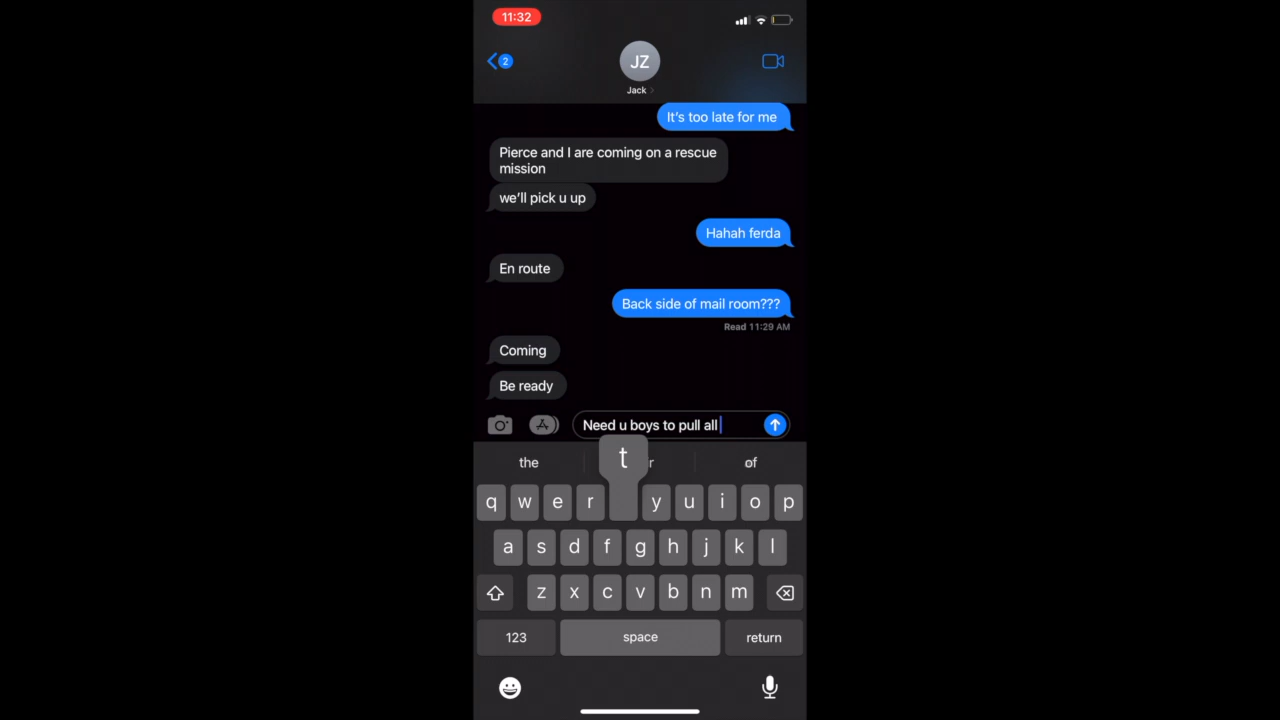 11:32
2
JZ
Jack
It's too late for me
Pierce and I are coming on a rescue
mission
we'll pick u up
Hahah ferda
En route
Back side of mail room???
Read 11:29 AM
Coming
Be ready
Need u boys to pull all
the
of
t
q w e r y u i o p
a s d f g h j k l
z x c v b n m
123 space return